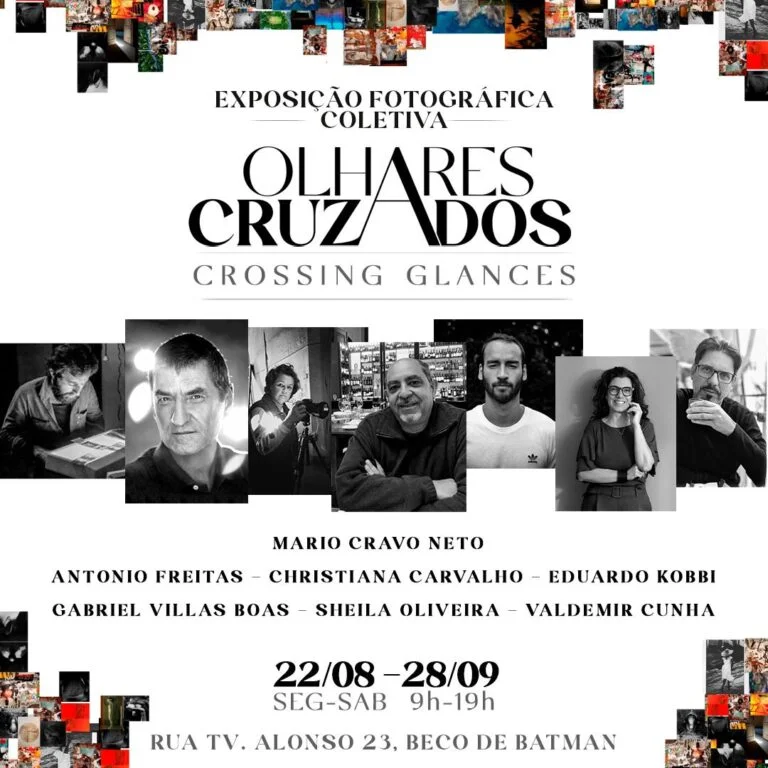 EXPOSIÇÃO FOTOGRÁFICA
COLETIVA
OLHARES
CRUZADOS
CROSSING GLANCES
adidas
MARIO CRAVO NETO
ANTONIO FREITAS – CHRISTIANA CARVALHO – EDUARDO KOBBI
GABRIEL VILLAS BOAS – SHEILA OLIVEIRA – VALDEMIR CUNHA
22/08 – 28/09
SEG-SAB 9h-19h
RUA TV. ALONSO 23, BECO DE BATMAN